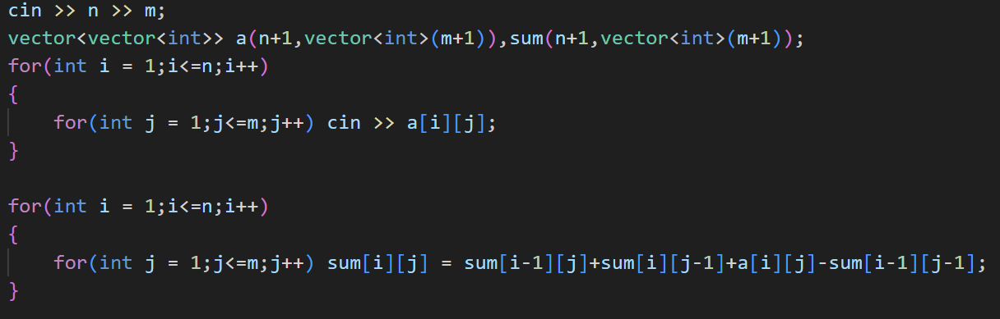 cin >> n >> m;
vector<vector<int>> a(n+1,vector<int>(m+1)),sum(n+1,vector<int>(m+1));
for(int i = 1;i<=n;i++)
{
    for(int j = 1;j<=m;j++) cin >> a[i][j];
}

for(int i = 1;i<=n;i++)
{
    for(int j = 1;j<=m;j++) sum[i][j] = sum[i-1][j]+sum[i][j-1]+a[i][j]-sum[i-1][j-1];
}